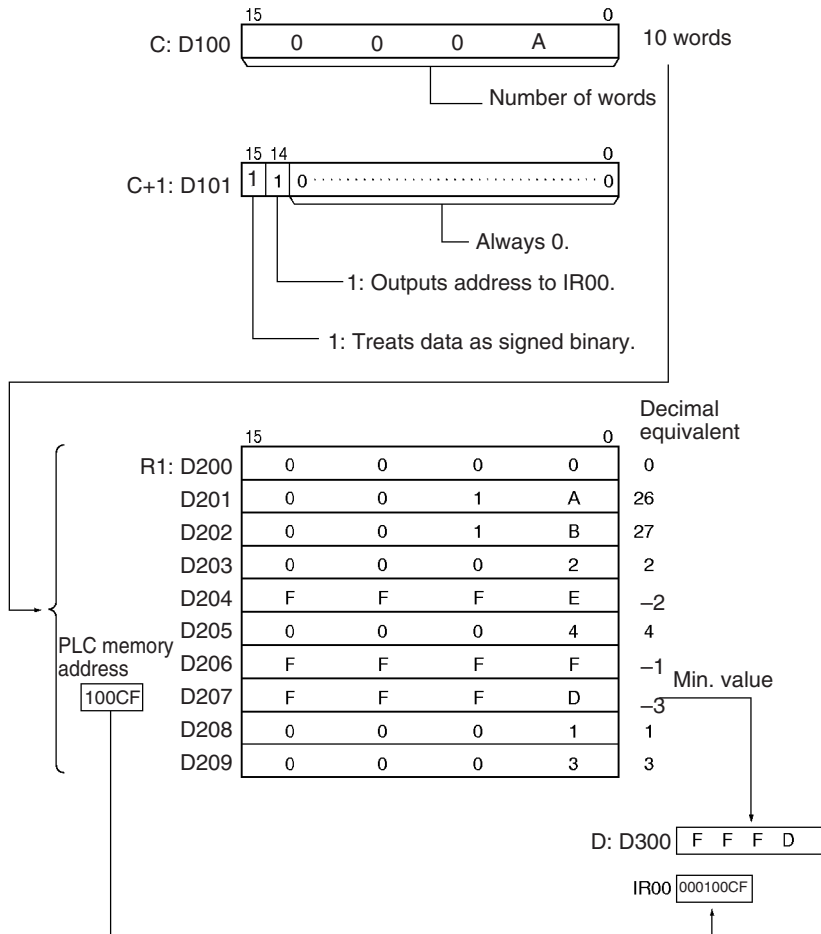 15 0
C: D100 0 0 0 A 10 words
Number of words
15 14 0
C+1: D101 1 1 0 0
Always 0.
1: Outputs address to IR00.
1: Treats data as signed binary.
Decimal
equivalent
15 0
R1: D200 0 0 0 0 0
D201 0 0 1 A 26
D202 0 0 1 B 27
D203 0 0 0 2 2
D204 F F F E –2
D205 0 0 0 4 4
PLC memory
address
D206 F F F F –1
Min. value
100CF
D207 F F F D –3
D208 0 0 0 1 1
D209 0 0 0 3 3
D: D300 F F F D
IR00 000100CF